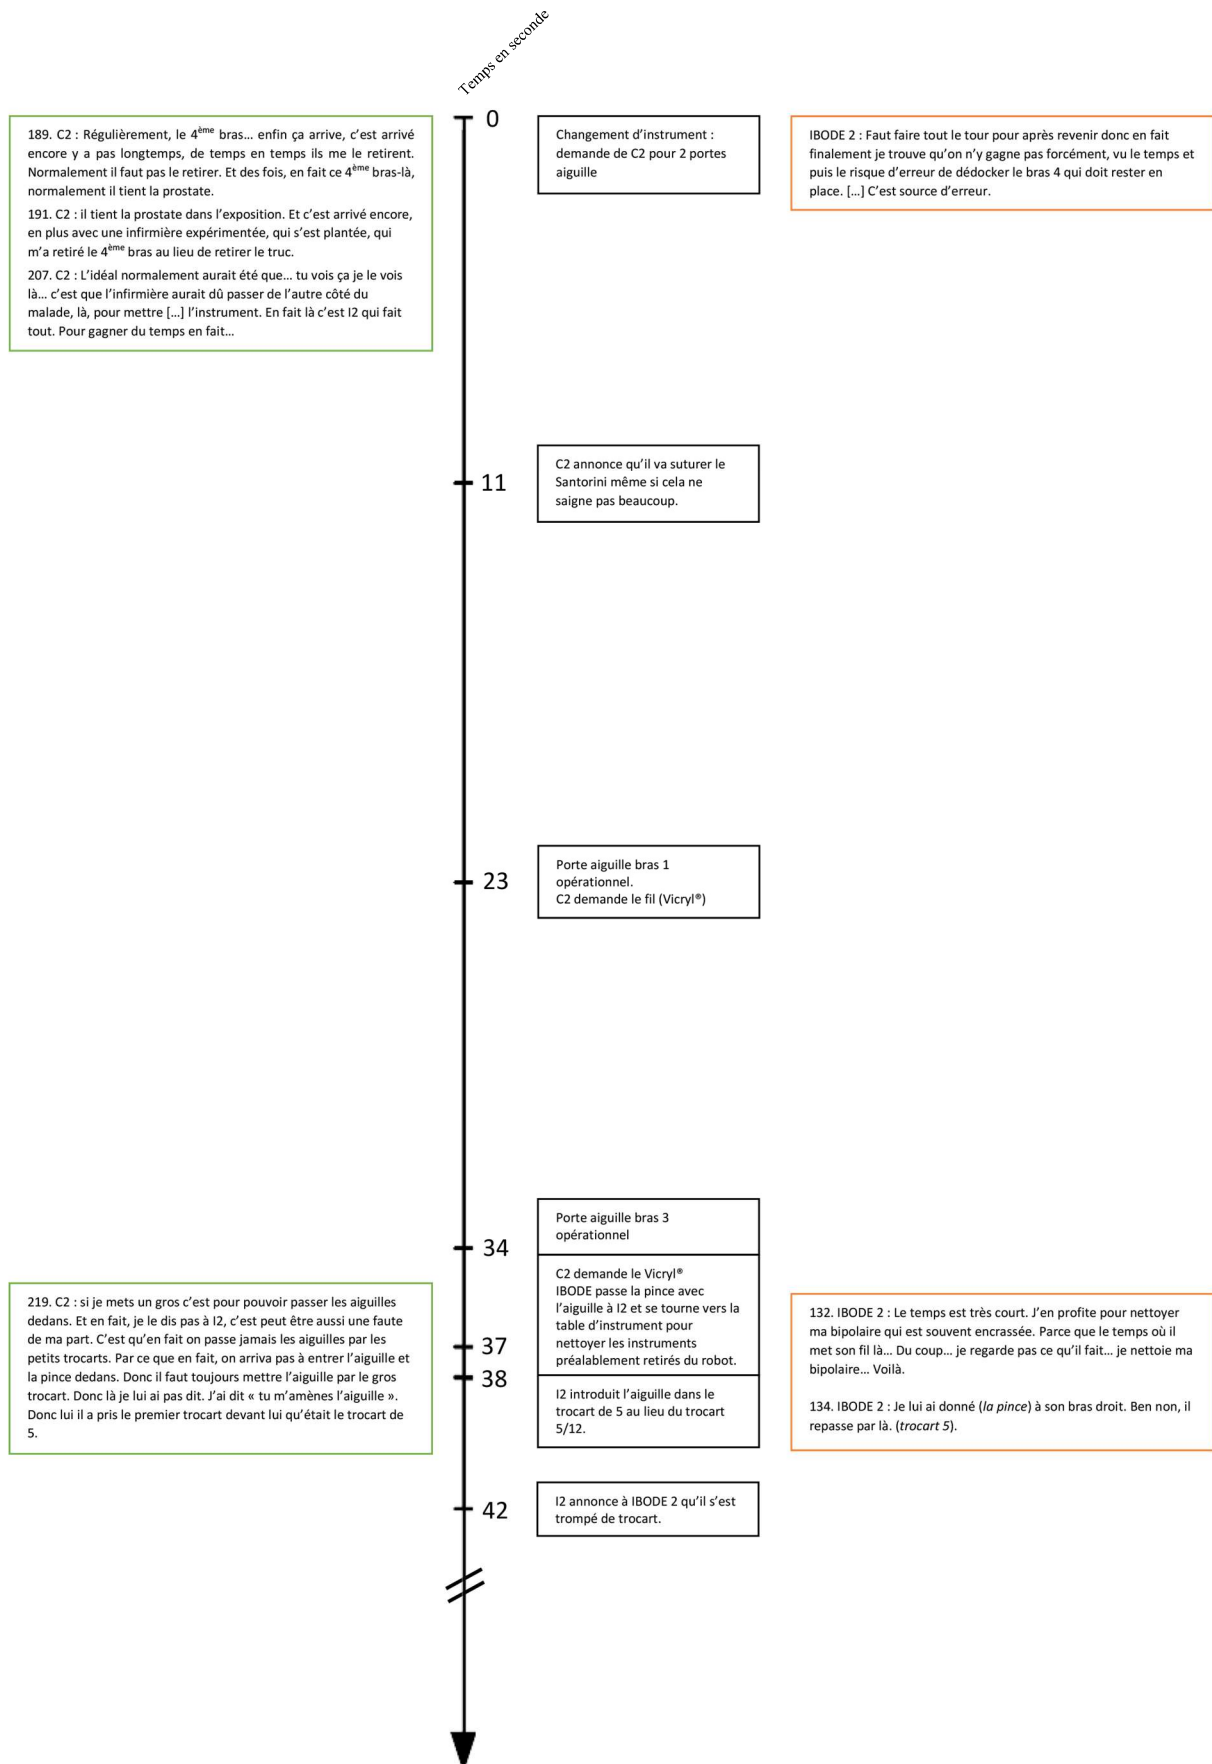 Temps en seconde
0
189. C2 : Régulièrement, le 4ème bras… enfin ça arrive, c’est arrivé
encore y a pas longtemps, de temps en temps ils me le retirent.
Normalement il faut pas le retirer. Et des fois, en fait ce 4ème bras-là,
normalement il tient la prostate.
191. C2 : il tient la prostate dans l’exposition. Et c’est arrivé encore,
en plus avec une infirmière expérimentée, qui s’est plantée, qui
m’a retiré le 4ème bras au lieu de retirer le truc.
207. C2 : L’idéal normalement aurait été que… tu vois ça je le vois
là… c’est que l’infirmière aurait dû passer de l’autre côté du
malade, là, pour mettre […] l’instrument. En fait là c’est I2 qui fait
tout. Pour gagner du temps en fait…
Changement d’instrument :
demande de C2 pour 2 portes
aiguille
IBODE 2 : Faut faire tout le tour pour après revenir donc en fait
finalement je trouve qu’on n’y gagne pas forcément, vu le temps et
puis le risque d’erreur de dédocker le bras 4 qui doit rester en
place. […] C’est source d’erreur.
11
C2 annonce qu’il va suturer le
Santorini même si cela ne
saigne pas beaucoup.
23
Porte aiguille bras 1
opérationnel.
C2 demande le fil (Vicryl®)
34
Porte aiguille bras 3
opérationnel
37
C2 demande le Vicryl®
IBODE passe la pince avec
l’aiguille à I2 et se tourne vers la
table d’instrument pour
nettoyer les instruments
préalablement retirés du robot.
38
I2 introduit l’aiguille dans le
trocart de 5 au lieu du trocart
5/12.
219. C2 : si je mets un gros c’est pour pouvoir passer les aiguilles
dedans. Et en fait, je le dis pas à I2, c’est peut être aussi une faute
de ma part. C’est qu’en fait on passe jamais les aiguilles par les
petits trocarts. Par ce que en fait, on arriva pas à entrer l’aiguille et
la pince dedans. Donc il faut toujours mettre l’aiguille par le gros
trocart. Donc là je lui ai pas dit. J’ai dit « tu m’amènes l’aiguille ».
Donc lui il a pris le premier trocart devant lui qu’était le trocart de
5.
132. IBODE 2 : Le temps est très court. J’en profite pour nettoyer
ma bipolaire qui est souvent encrassée. Parce que le temps où il
met son fil là… Du coup… je regarde pas ce qu’il fait… je nettoie ma
bipolaire… Voilà.
134. IBODE 2 : Je lui ai donné (la pince) à son bras droit. Ben non, il
repasse par là. (trocart 5).
42
I2 annonce à IBODE 2 qu’il s’est
trompé de trocart.